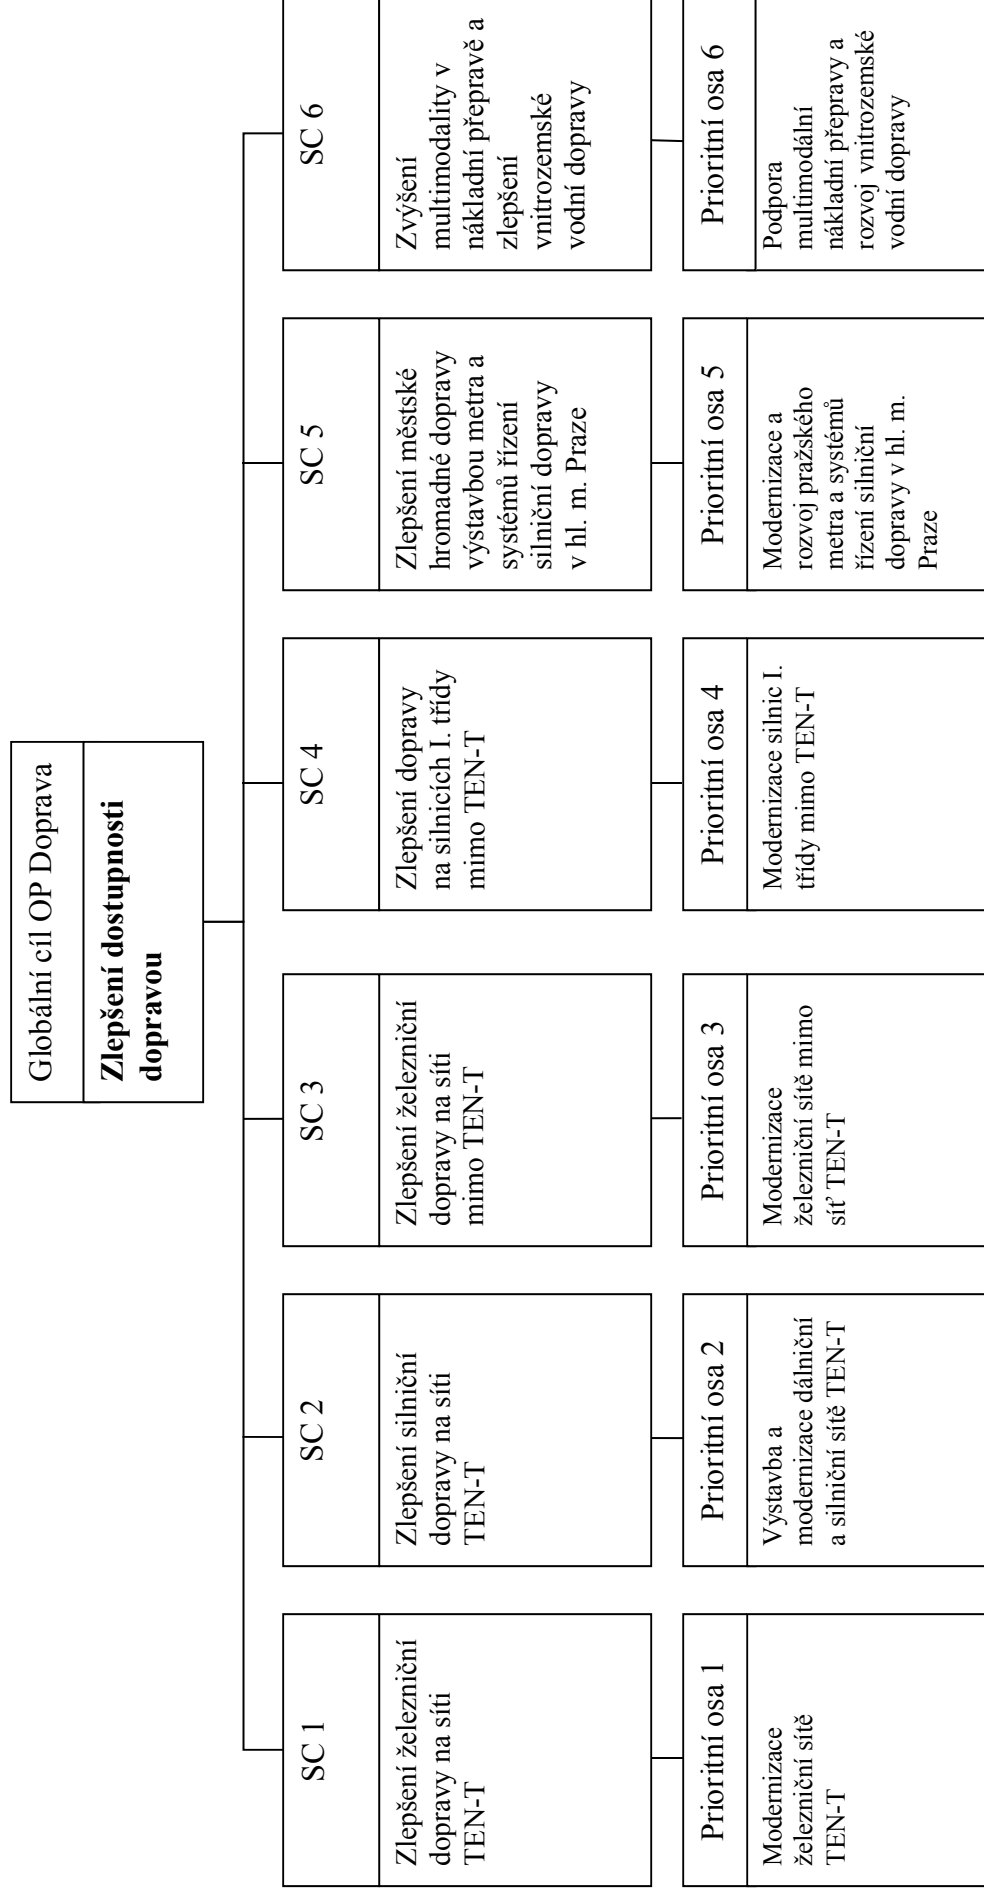 Globální cíl OP Doprava
Zlepšení dostupnosti
dopravou
SC 1
Zlepšení železniční
dopravy na síti
TEN-T
Prioritní osa 1
Modernizace
železniční sítě
TEN-T
SC 2
Zlepšení silniční
dopravy na síti
TEN-T
Prioritní osa 2
Výstavba a
modernizace dálniční
a silniční sítě TEN-T
SC 3
Zlepšení železniční
dopravy na síti
mimo TEN-T
Prioritní osa 3
Modernizace
železniční sítě mimo
síť TEN-T
SC 4
Zlepšení dopravy
na silnicích I. třídy
mimo TEN-T
Prioritní osa 4
Modernizace silnic I.
třídy mimo TEN-T
SC 5
Zlepšení městské
hromadné dopravy
výstavbou metra a
systémů řízení
silniční dopravy
v hl. m. Praze
Prioritní osa 5
Modernizace a
rozvoj pražského
metra a systémů
řízení silniční
dopravy v hl. m.
Praze
SC 6
Zvýšení
multimodality v
nákladní přepravě a
zlepšení
vnitrozemské
vodní dopravy
Prioritní osa 6
Podpora
multimodální
nákladní přepravy a
rozvoj vnitrozemské
vodní dopravy